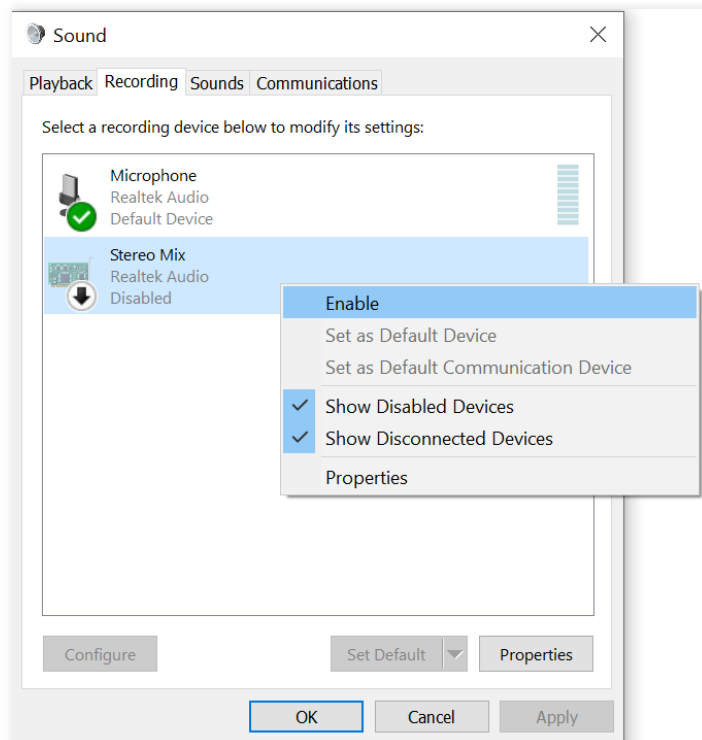 Sound
Playback Recording Sounds Communications
Select a recording device below to modify its settings:
Microphone
Realtek Audio
Default Device
Stereo Mix
Realtek Audio
Disabled
Enable
Set as Default Device
Set as Default Communication Device
Show Disabled Devices
Show Disconnected Devices
Properties
Configure Set Default Properties
OK Cancel Apply